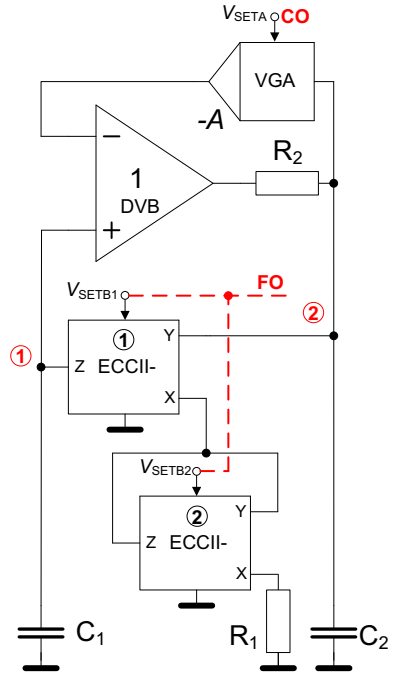 VSETA CO
VGA
-A
R2
−
1
DVB
+
VSETB1 FO
②
①
① Y
Z ECCII-
X
VSETB2
② Y
Z ECCII-
X
R1
C1
C2